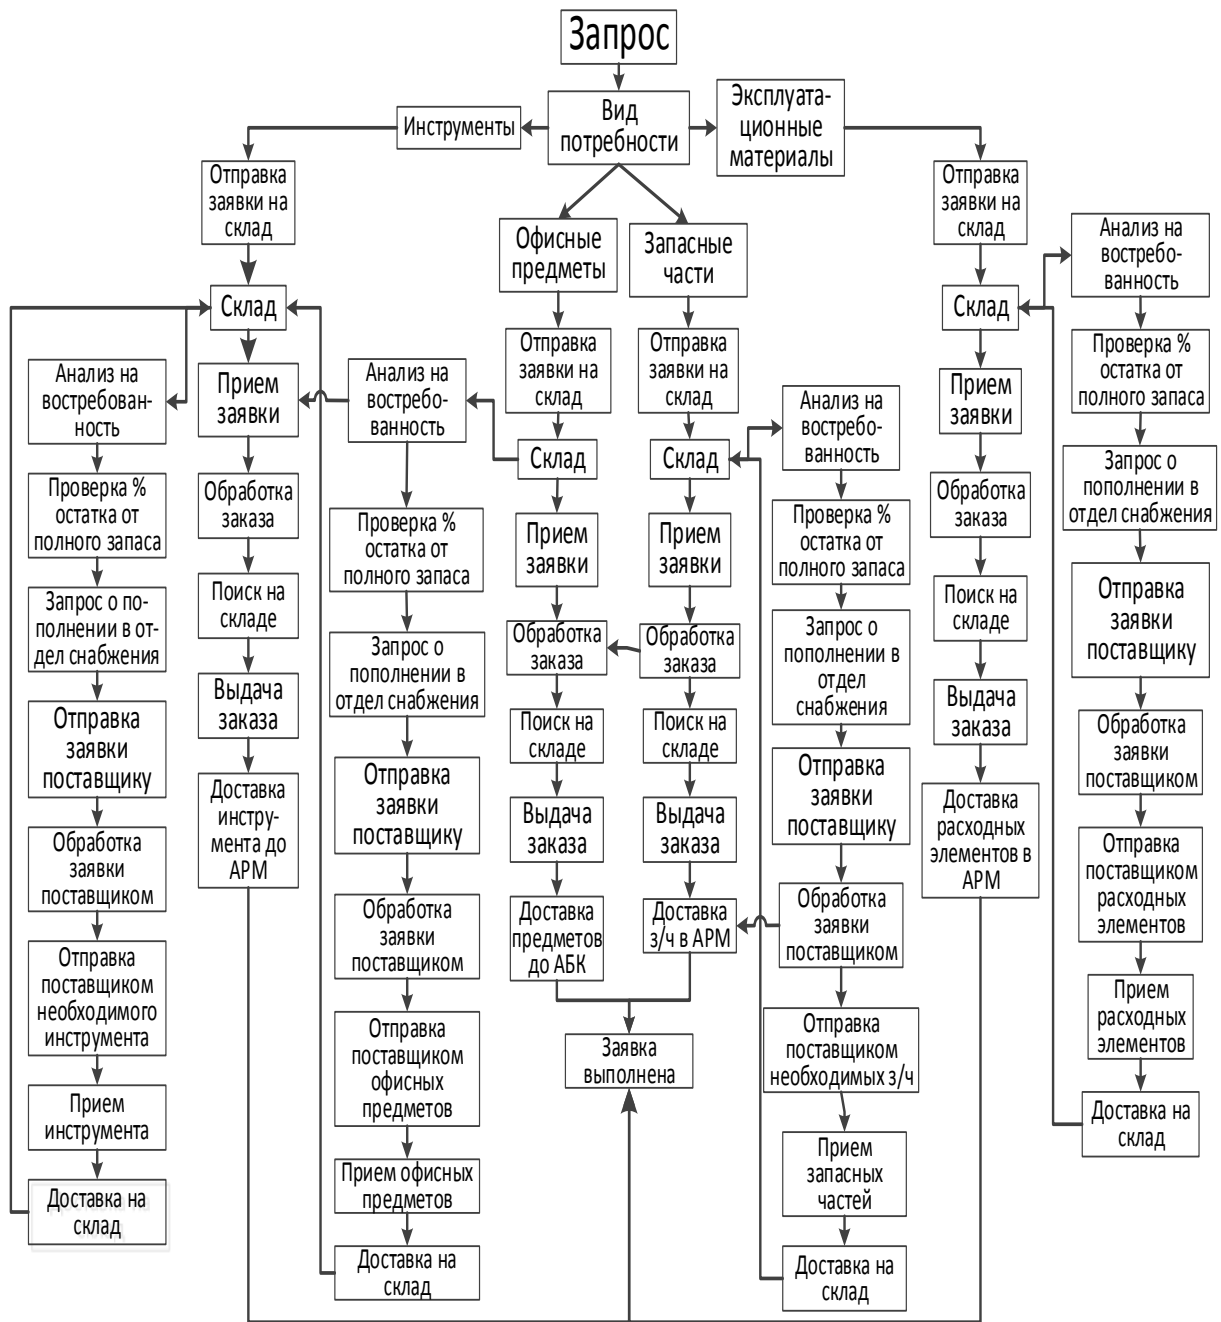 Запрос
Вид
потребности
Инструменты
Эксплуата-
ционные
материалы
Отправка
заявки на
склад
Склад
Анализ на
востребован-
ность
Проверка %
остатка от
полного запаса
Запрос о по-
полнении в от-
дел снабжения
Отправка
заявки
поставщику
Обработка
заявки
поставщиком
Отправка
поставщиком
необходимого
инструмента
Прием
инструмента
Доставка на
склад
Прием
заявки
Обработка
заказа
Поиск на
складе
Выдача
заказа
Доставка
инстру-
мента до
АРМ
Анализ на
востребо-
ванность
Проверка %
остатка от
полного запаса
Запрос о
пополнении в
отдел снабжения
Отправка
заявки
поставщику
Обработка
заявки
поставщиком
Отправка
поставщиком
офисных
предметов
Прием офисных
предметов
Доставка на
склад
Офисные
предметы
Отправка
заявки на
склад
Склад
Прием
заявки
Обработка
заказа
Поиск на
складе
Выдача
заказа
Доставка
предметов
до АБК
Запасные
части
Отправка
заявки на
склад
Склад
Прием
заявки
Обработка
заказа
Поиск на
складе
Выдача
заказа
Доставка
з/ч в АРМ
Заявка
выполнена
Анализ на
востребо-
ванность
Проверка %
остатка от
полного запаса
Запрос о
пополнении в
отдел
снабжения
Отправка
заявки
поставщику
Обработка
заявки
поставщиком
Отправка
поставщиком
необходимых з/ч
Прием
запасных
частей
Доставка на
склад
Отправка
заявки на
склад
Склад
Прием
заявки
Обработка
заказа
Поиск на
складе
Выдача
заказа
Доставка
расходных
элементов в
АРМ
Анализ на
востребо-
ванность
Проверка %
остатка от
полного запаса
Запрос о
пополнении в
отдел снабжения
Отправка
заявки
поставщику
Обработка
заявки
поставщиком
Отправка
поставщиком
расходных
элементов
Прием
расходных
элементов
Доставка на
склад